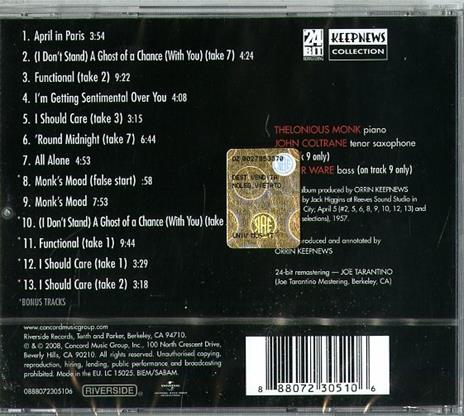 1. April in Paris 3:54
2. (I Don't Stand) A Ghost of a Chance (With You) (take 7) 4:24
3. Functional (take 2) 9:22
4. I'm Getting Sentimental Over You 4:08
5. I Should Care (take 3) 3:15
6. 'Round Midnight (take 7) 6:44
7. All Alone 4:53
* 8. Monk's Mood (false start) :58
9. Monk's Mood 7:53
* 10. (I Don't Stand) A Ghost of a Chance (With You) (take
* 11. Functional (take 1) 9:44
* 12. I Should Care (take 1) 3:29
* 13. I Should Care (take 2) 3:18
*BONUS TRACKS
24 BIT
REMASTERING
KEEPNEWS
COLLECTION
THELONIOUS MONK piano
JOHN COLTRANE tenor saxophone
k 9 only)
R WARE bass (on track 9 only)
album produced by ORRIN KEEPNEWS
by Jack Higgins at Reeves Sound Studio in
City; April 5 (#2, 5, 6, 8, 9, 10, 12, 13) and
selections), 1957.
produced and annotated by
ORRIN KEEPNEWS
24-bit remastering — JOE TARANTINO
(Joe Tarantino Mastering, Berkeley, CA)
DEST. VENDITA
NOLEG.VIETATO
www.concordmusicgroup.com
Riverside Records, Tenth and Parker, Berkeley, CA 94710.
℗ & © 2008, Concord Music Group, Inc., 100 North Crescent Drive,
Beverly Hills, CA 90210. All rights reserved. Unauthorised copying,
reproduction, hiring, lending, public performance and broadcasting
prohibited. Made in the EU. LC 15025. BIEM/SABAM.
0888072305106
RIVERSIDE
UNIVERSAL
8 88072 30510 6